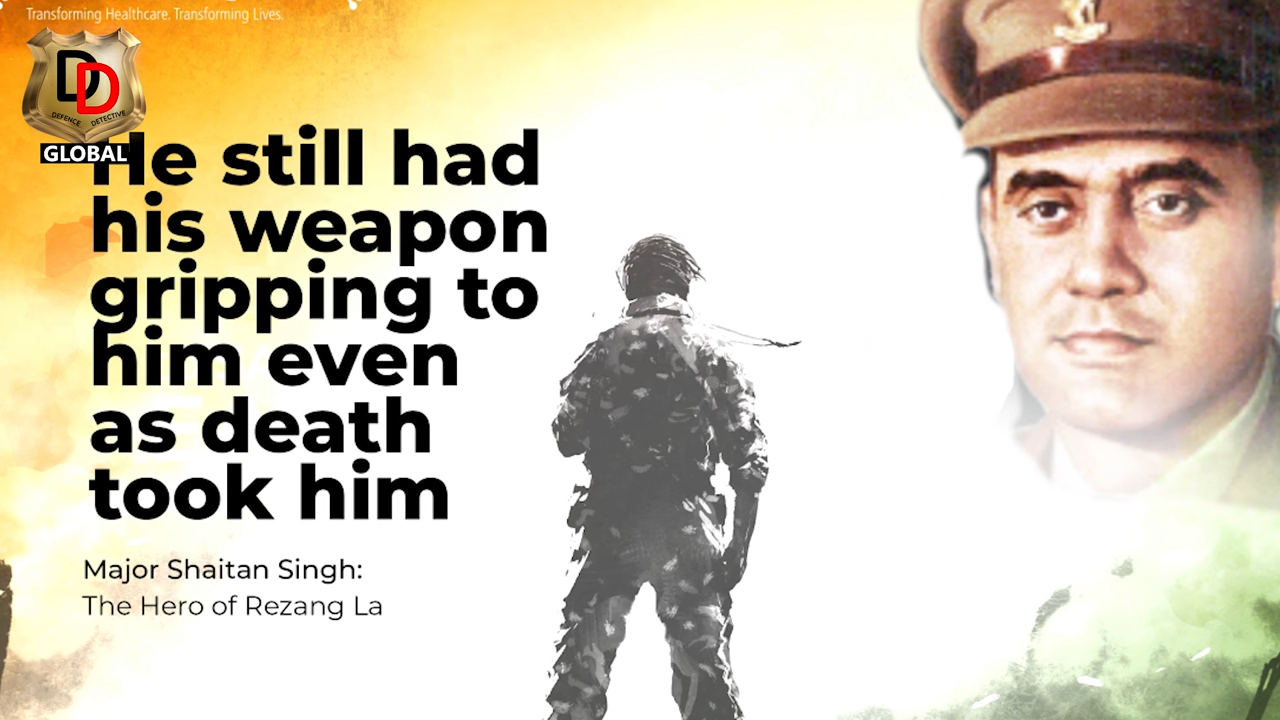 Transforming Healthcare. Transforming Lives.
DD
DEFENCE DETECTIVE
GLOBAL
He still had
his weapon
gripping to
him even
as death
took him
Major Shaitan Singh:
The Hero of Rezang La